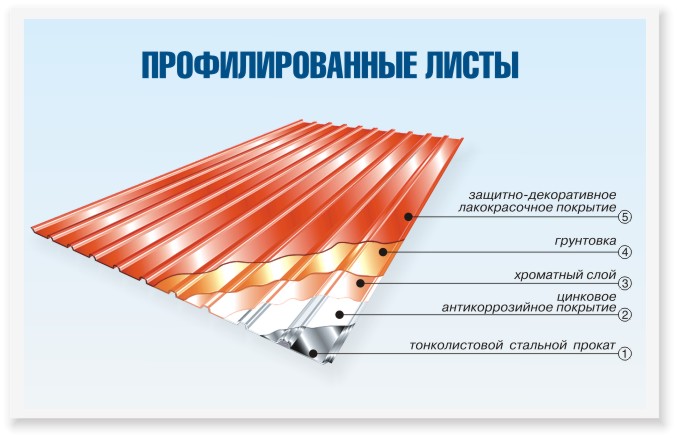 ПРОФИЛИРОВАННЫЕ ЛИСТЫ
защитно-декоративное
лакокрасочное покрытие 5
грунтовка 4
хроматный слой 3
цинковое
антикоррозийное покрытие 2
тонколистовой стальной прокат 1